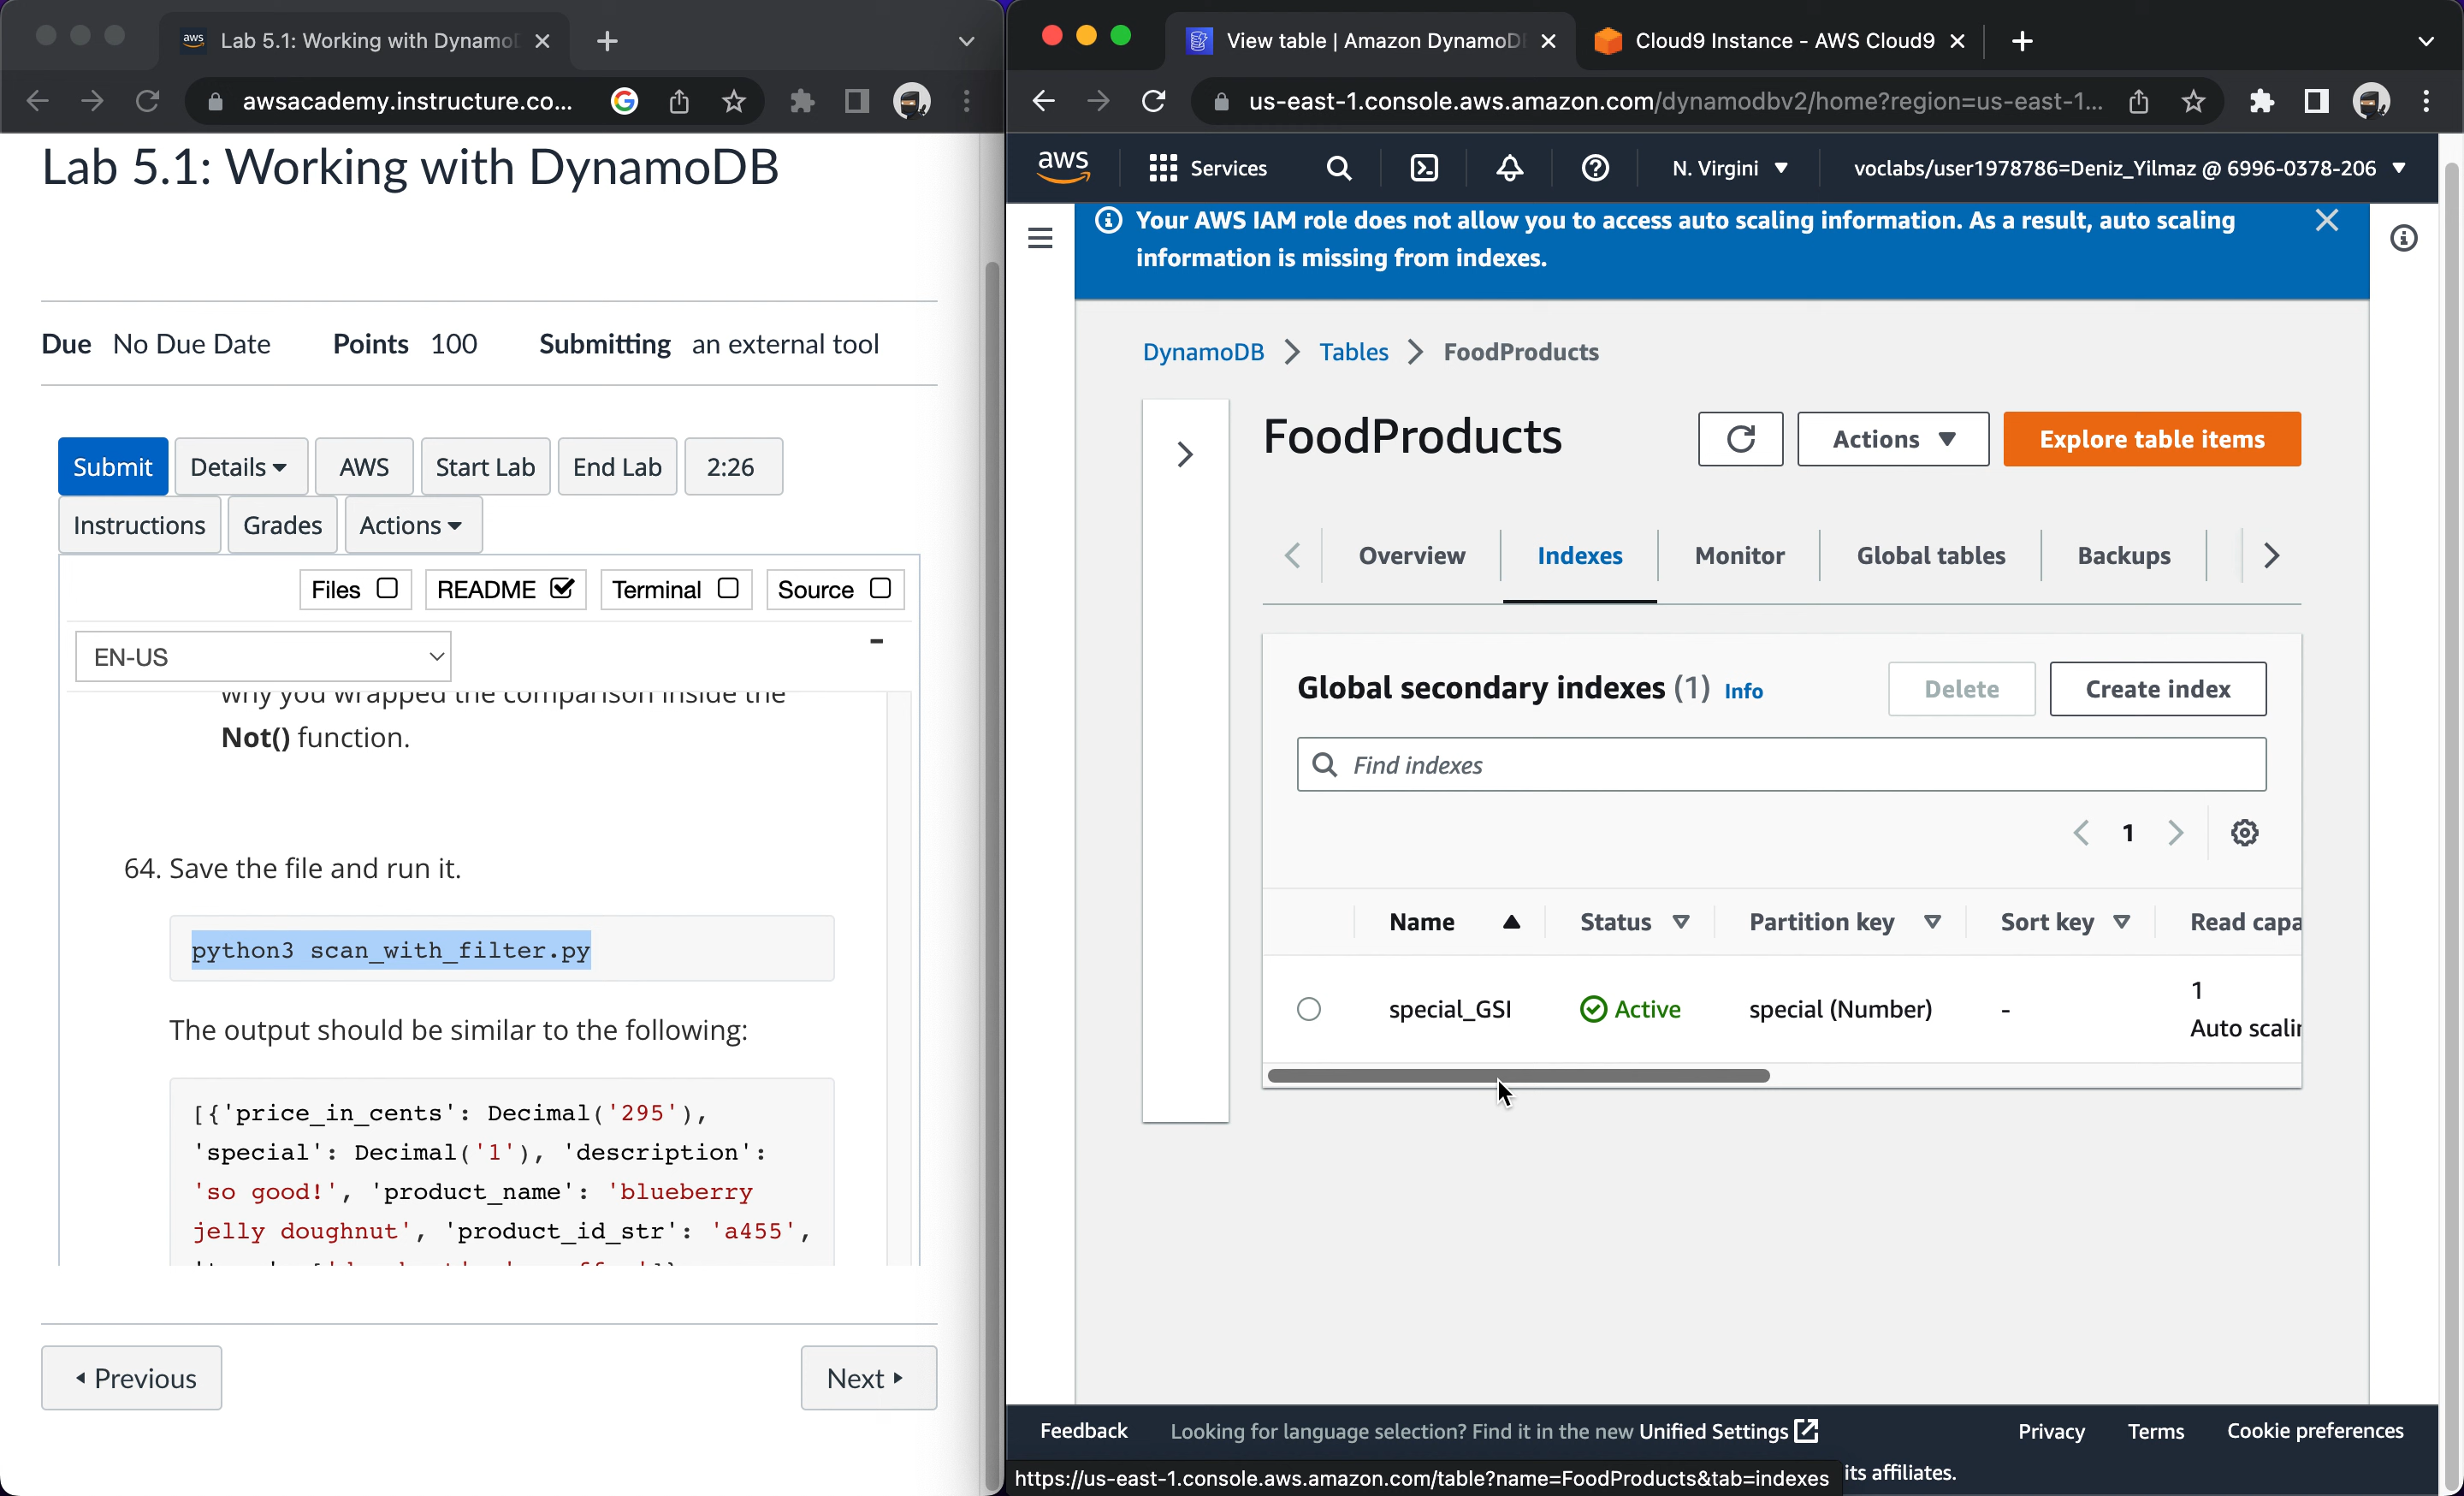 aws Lab 5.1: Working with Dynamo
awsacademy.instructure.co...
Lab 5.1: Working with DynamoDB
Due No Due Date Points 100 Submitting an external tool
Submit Details AWS Start Lab End Lab 2:26
Instructions Grades Actions
Files README Terminal Source
EN-US
why you wrapped the comparison inside the
Not() function.
64. Save the file and run it.
python3 scan_with_filter.py
The output should be similar to the following:
[{'price_in_cents': Decimal('295'),
'special': Decimal('1'), 'description':
'so good!', 'product_name': 'blueberry
jelly doughnut', 'product_id_str': 'a455',
Previous Next
View table | Amazon DynamoD Cloud9 Instance - AWS Cloud9
us-east-1.console.aws.amazon.com/dynamodbv2/home?region=us-east-1...
aws Services N. Virgini voclabs/user1978786=Deniz_Yilmaz @ 6996-0378-206
Your AWS IAM role does not allow you to access auto scaling information. As a result, auto scaling
information is missing from indexes.
DynamoDB > Tables > FoodProducts
FoodProducts Actions Explore table items
Overview Indexes Monitor Global tables Backups
Global secondary indexes (1) Info Delete Create index
Find indexes
1
Name Status Partition key Sort key Read capa
special_GSI Active special (Number) - 1
Auto scalin
Feedback Looking for language selection? Find it in the new Unified Settings Privacy Terms Cookie preferences
https://us-east-1.console.aws.amazon.com/table?name=FoodProducts&tab=indexes its affiliates.